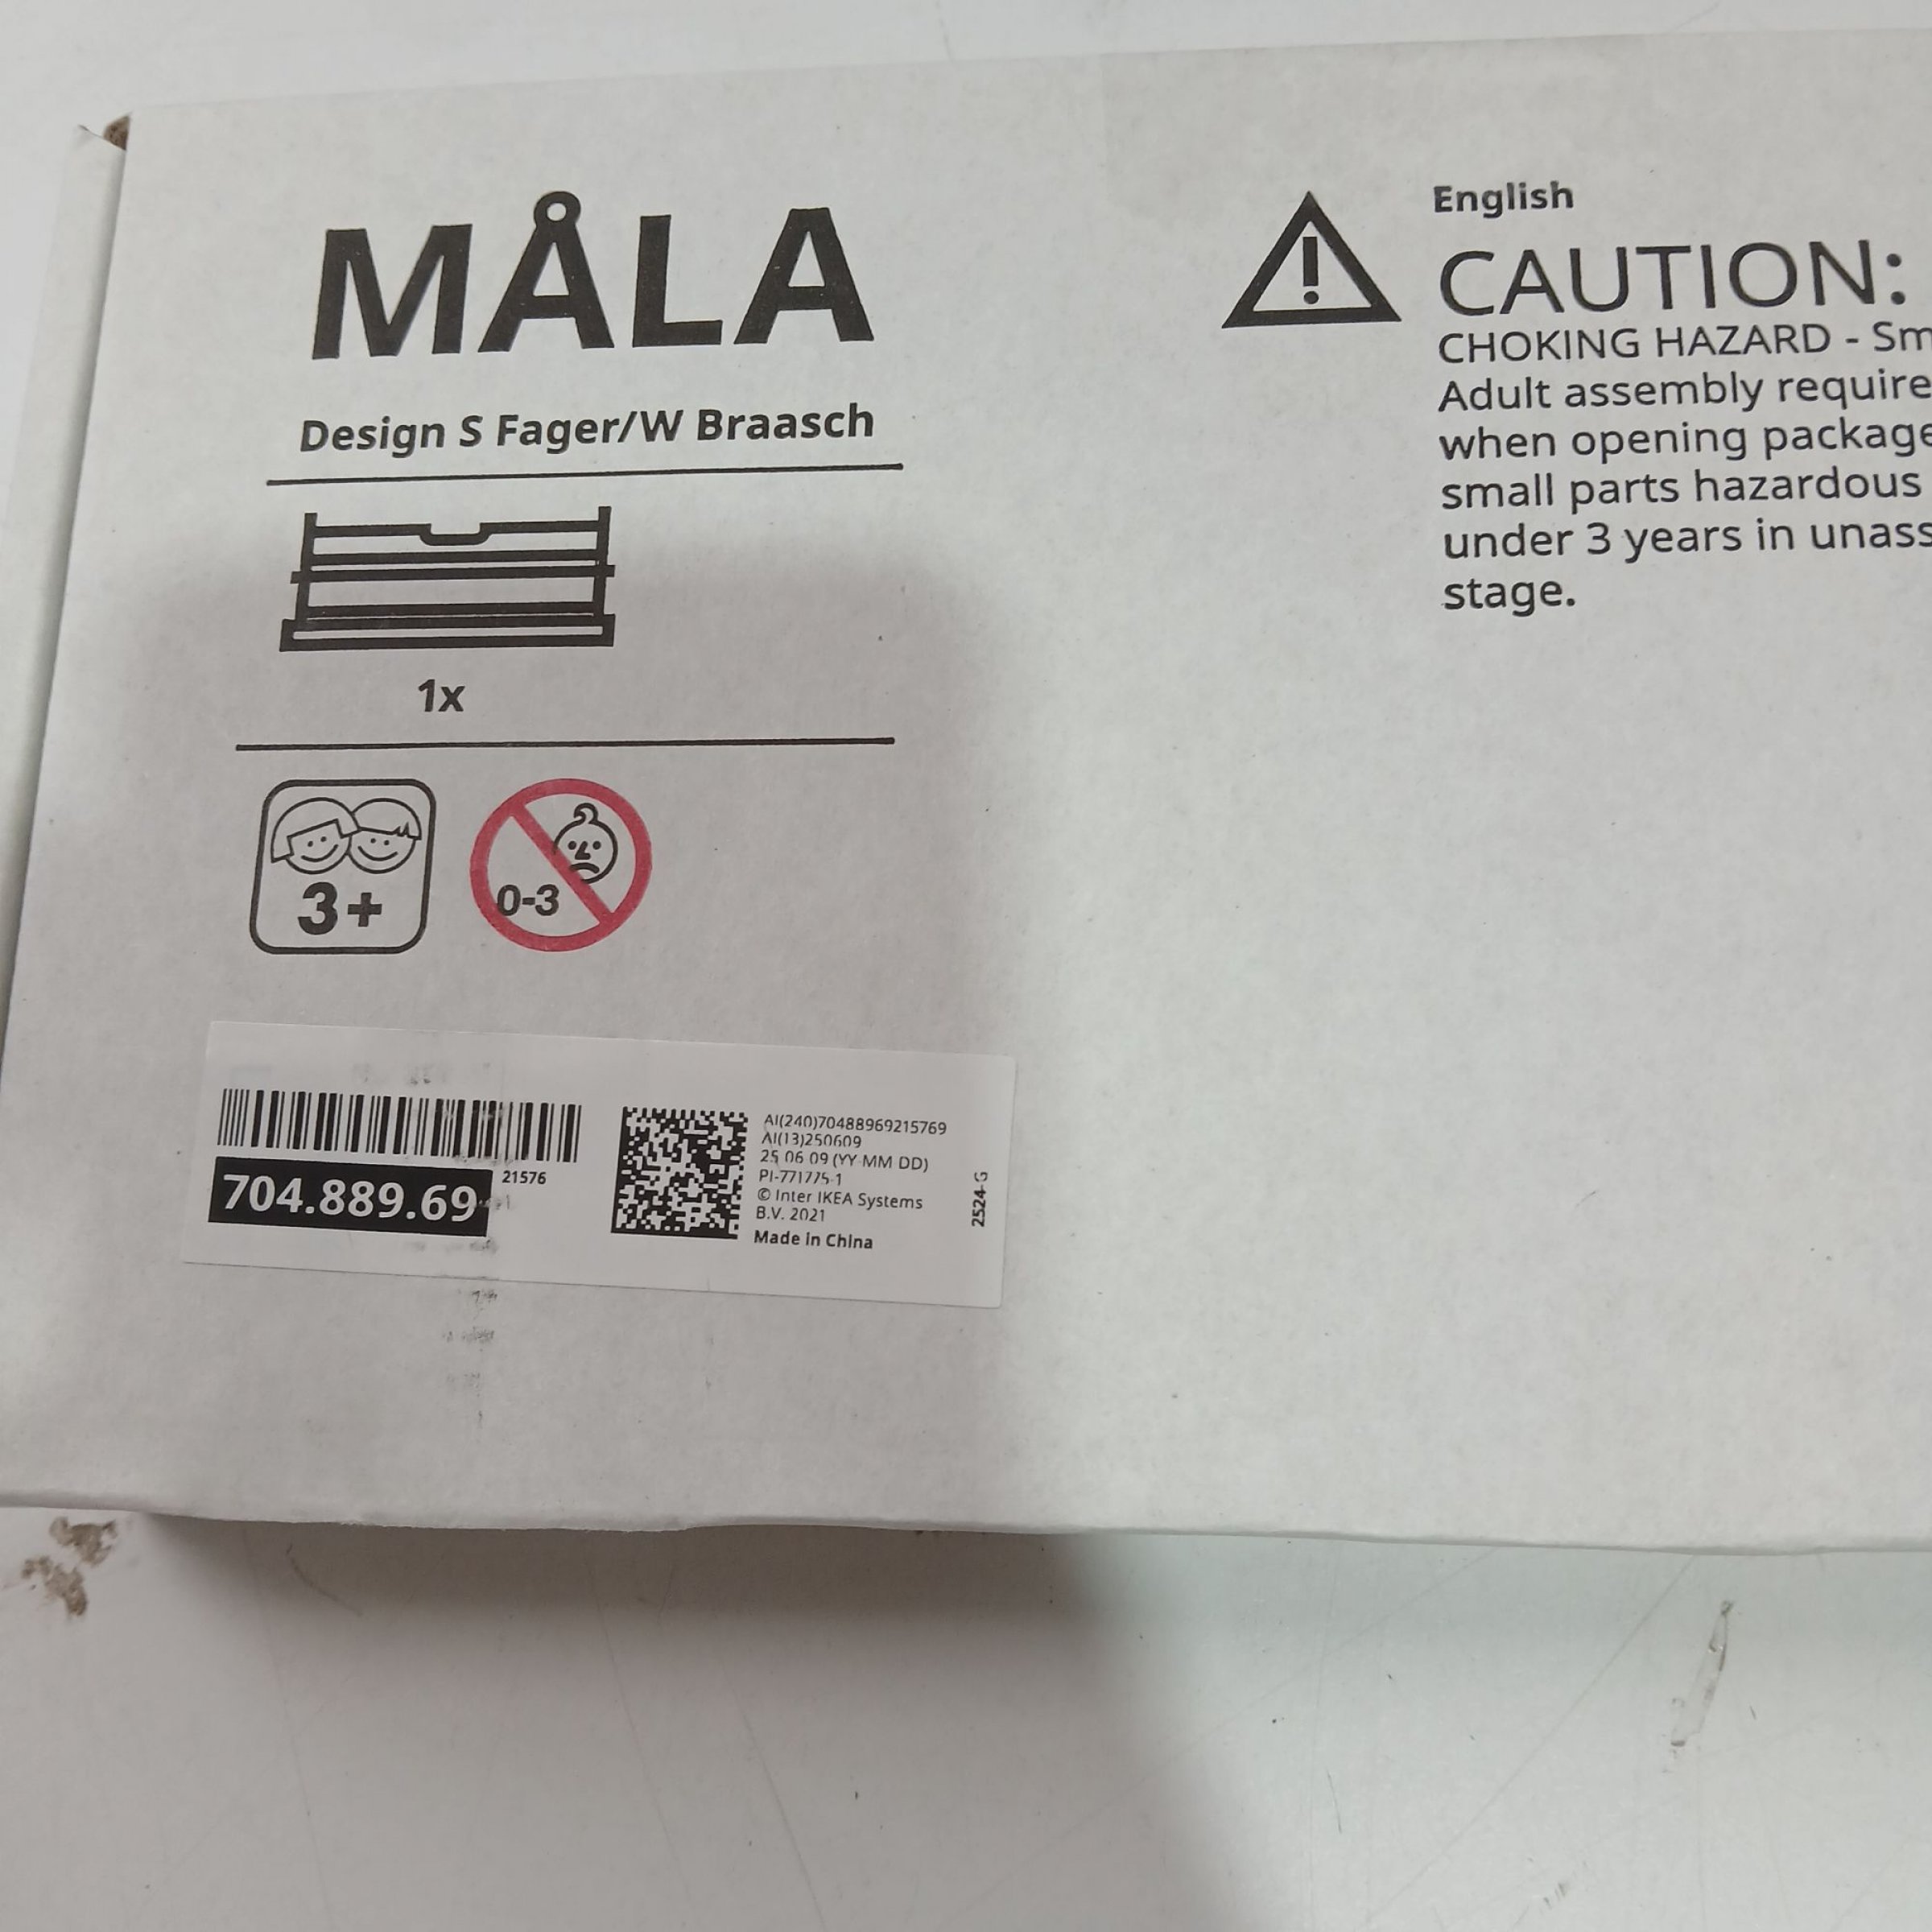 MÅLA
Design S Fager/W Braasch
1x
3+
0-3
21576
704.889.69
AI(240)70488969215769
AI(13)250609
25 06 09 (YY MM DD)
PI-771775-1
© Inter IKEA Systems
B.V. 2021
Made in China
2524-G
English
CAUTION:
CHOKING HAZARD - Sm
Adult assembly require
when opening package
small parts hazardous
under 3 years in unass
stage.